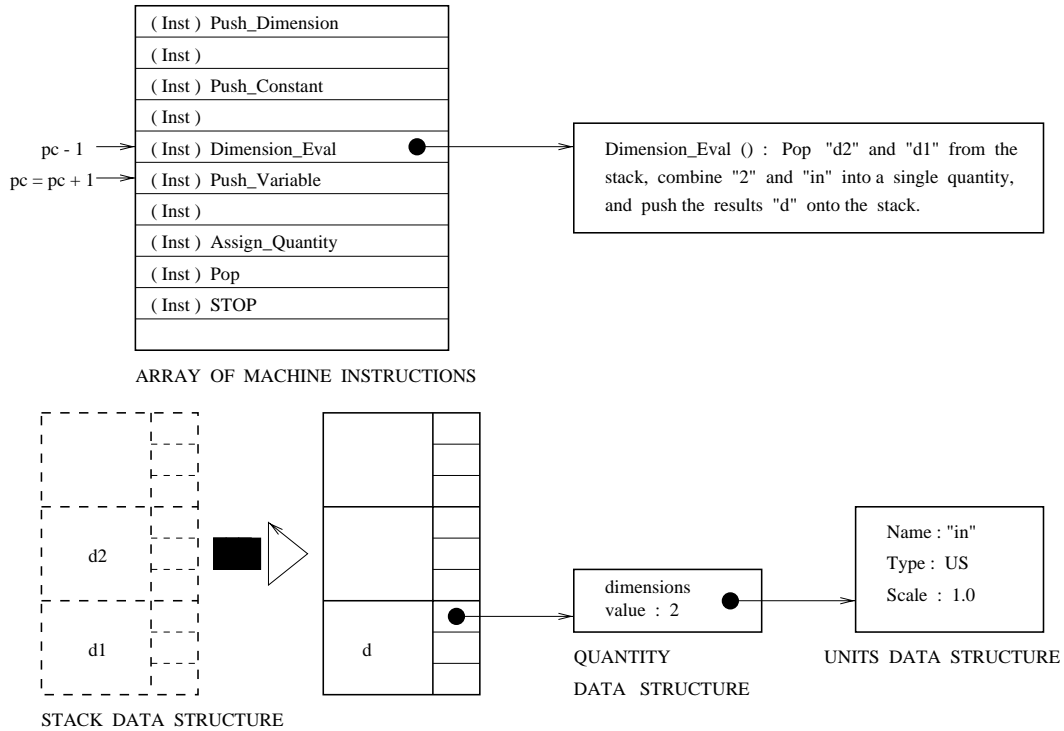 ( Inst ) Push_Dimension
( Inst )
( Inst ) Push_Constant
( Inst )
pc - 1
( Inst ) Dimension_Eval
pc = pc + 1
( Inst ) Push_Variable
( Inst )
( Inst ) Assign_Quantity
( Inst ) Pop
( Inst ) STOP
ARRAY OF MACHINE INSTRUCTIONS
Dimension_Eval () : Pop "d2" and "d1" from the
stack, combine "2" and "in" into a single quantity,
and push the results "d" onto the stack.
d2
d1
STACK DATA STRUCTURE
d
dimensions
value : 2
QUANTITY
DATA STRUCTURE
Name : "in"
Type : US
Scale : 1.0
UNITS DATA STRUCTURE